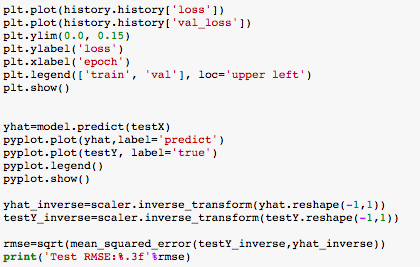 plt.plot(history.history['loss'])
plt.plot(history.history['val_loss'])
plt.ylim(0.0, 0.15)
plt.ylabel('loss')
plt.xlabel('epoch')
plt.legend(['train', 'val'], loc='upper left')
plt.show()
yhat=model.predict(testX)
pyplot.plot(yhat,label='predict')
pyplot.plot(testY, label='true')
pyplot.legend()
pyplot.show()
yhat_inverse=scaler.inverse_transform(yhat.reshape(-1,1))
testY_inverse=scaler.inverse_transform(testY.reshape(-1,1))
rmse=sqrt(mean_squared_error(testY_inverse,yhat_inverse))
print('Test RMSE:%.3f'%rmse)